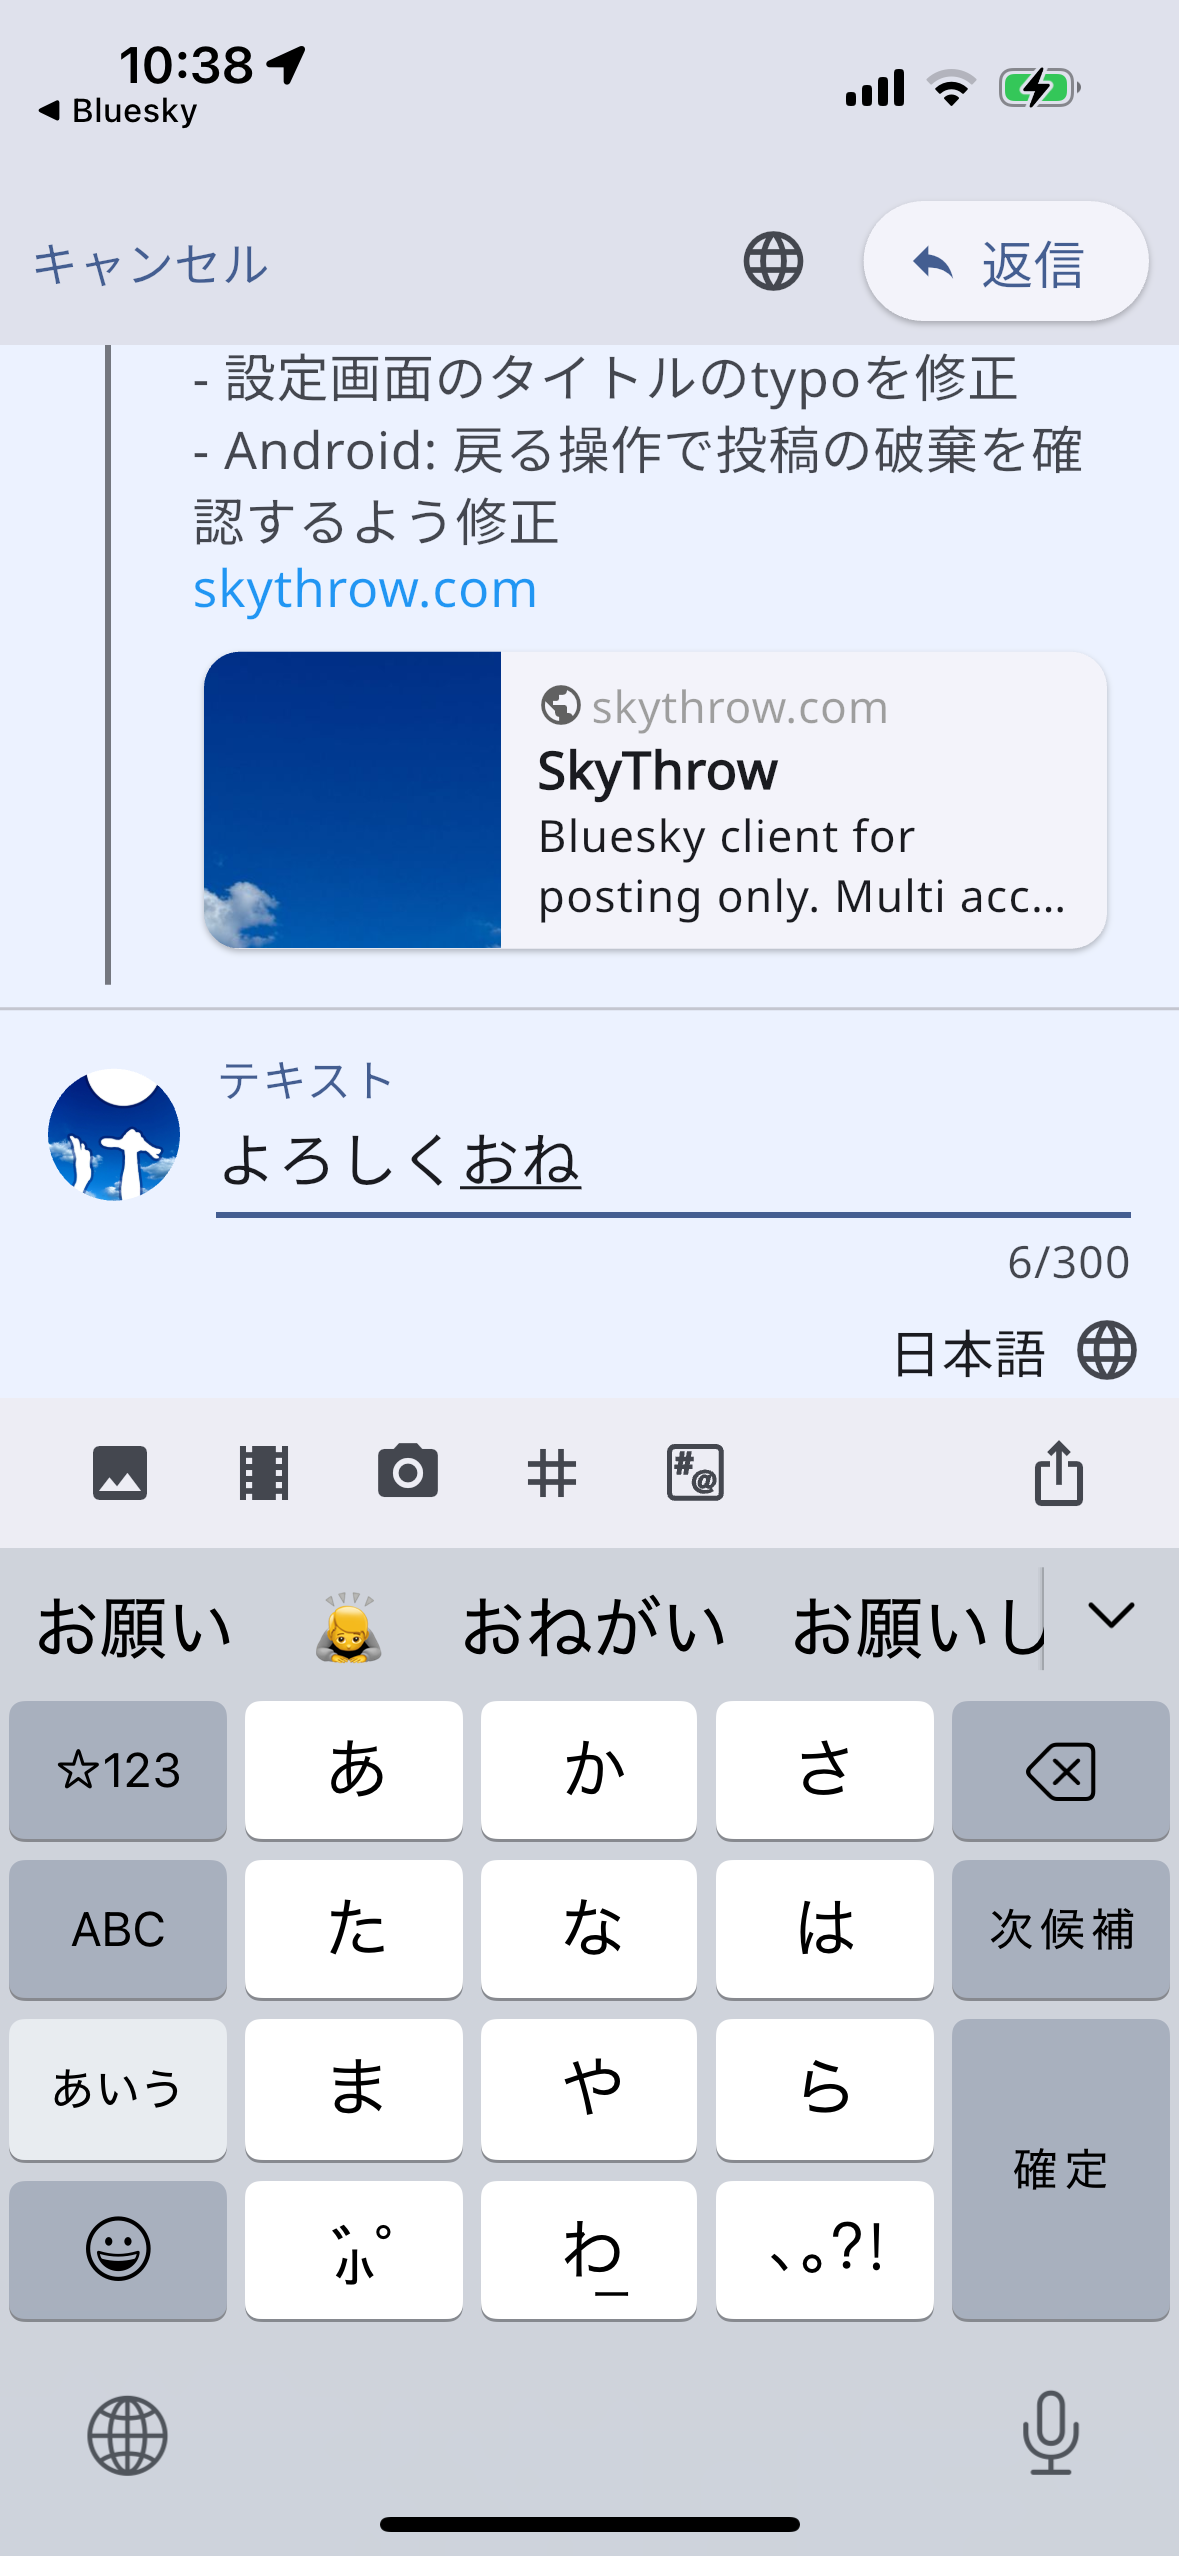 10:38
Bluesky
キャンセル
返信
- 設定画面のタイトルのtypoを修正
- Android: 戻る操作で投稿の破棄を確
認するよう修正
skythrow.com
skythrow.com
SkyThrow
Bluesky client for
posting only. Multi acc...
テキスト
よろしくおね
6/300
日本語
#@
お願い 🙇 おねがい お願いし
☆123 あ か さ
ABC た な は 次候補
あいう ま や ら
確定
゛゜小 わ 、。?!